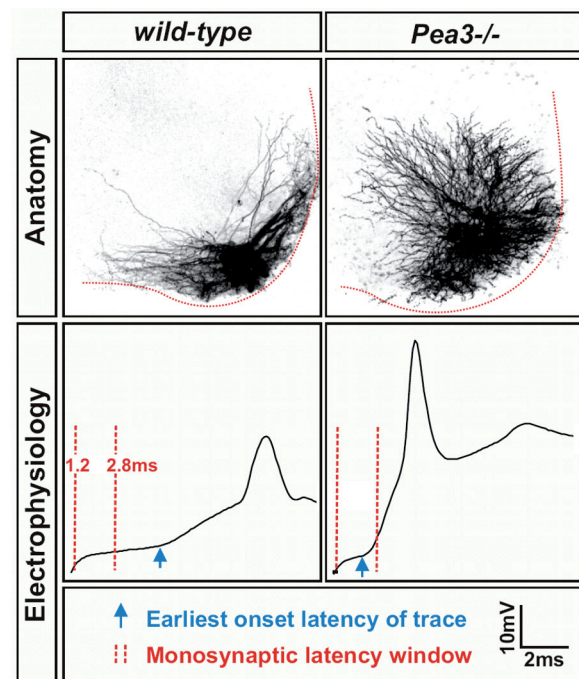 wild-type
Pea3-/-
Anatomy
Electrophysiology
1.2 2.8ms
Earliest onset latency of trace
Monosynaptic latency window
10mV
2ms